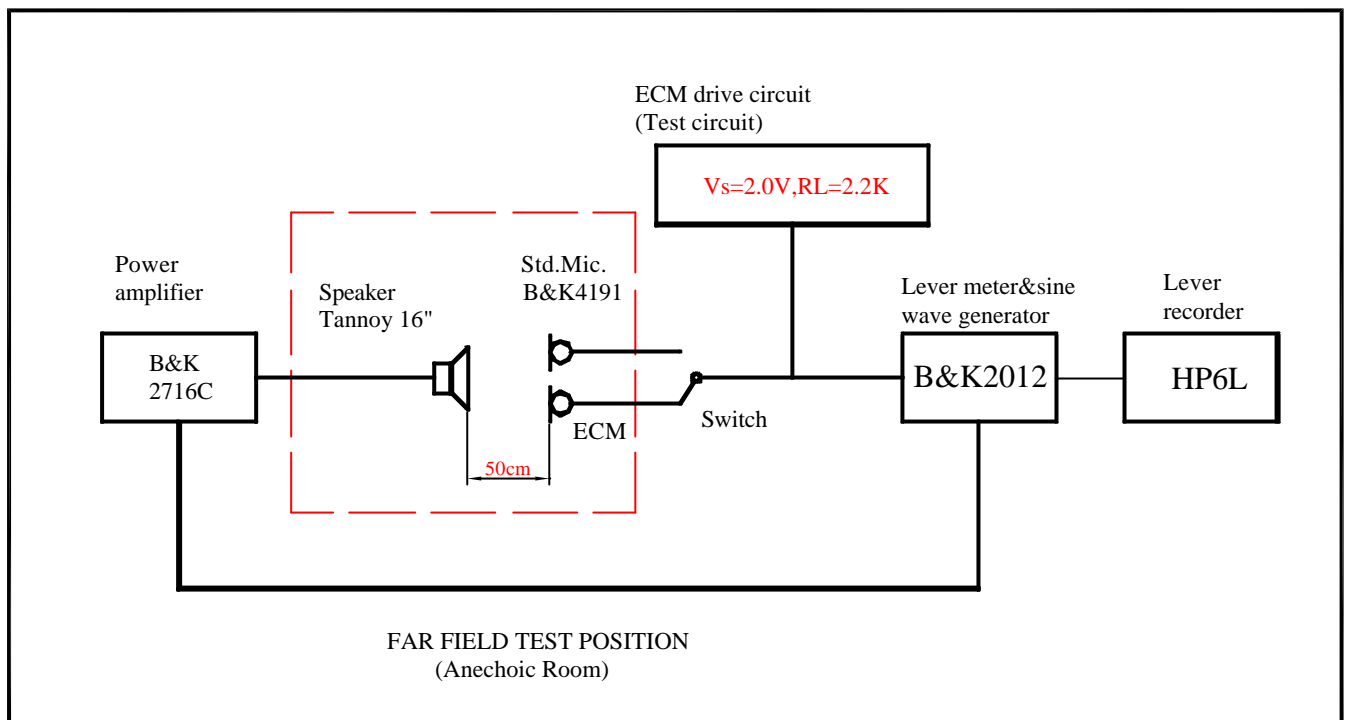 ECM drive circuit
(Test circuit)
Vs=2.0V,RL=2.2K
Power
amplifier
B&K
2716C
Speaker
Tannoy 16"
Std.Mic.
B&K4191
ECM
50cm
Switch
Lever meter&sine
wave generator
B&K2012
Lever
recorder
HP6L
FAR FIELD TEST POSITION
(Anechoic Room)